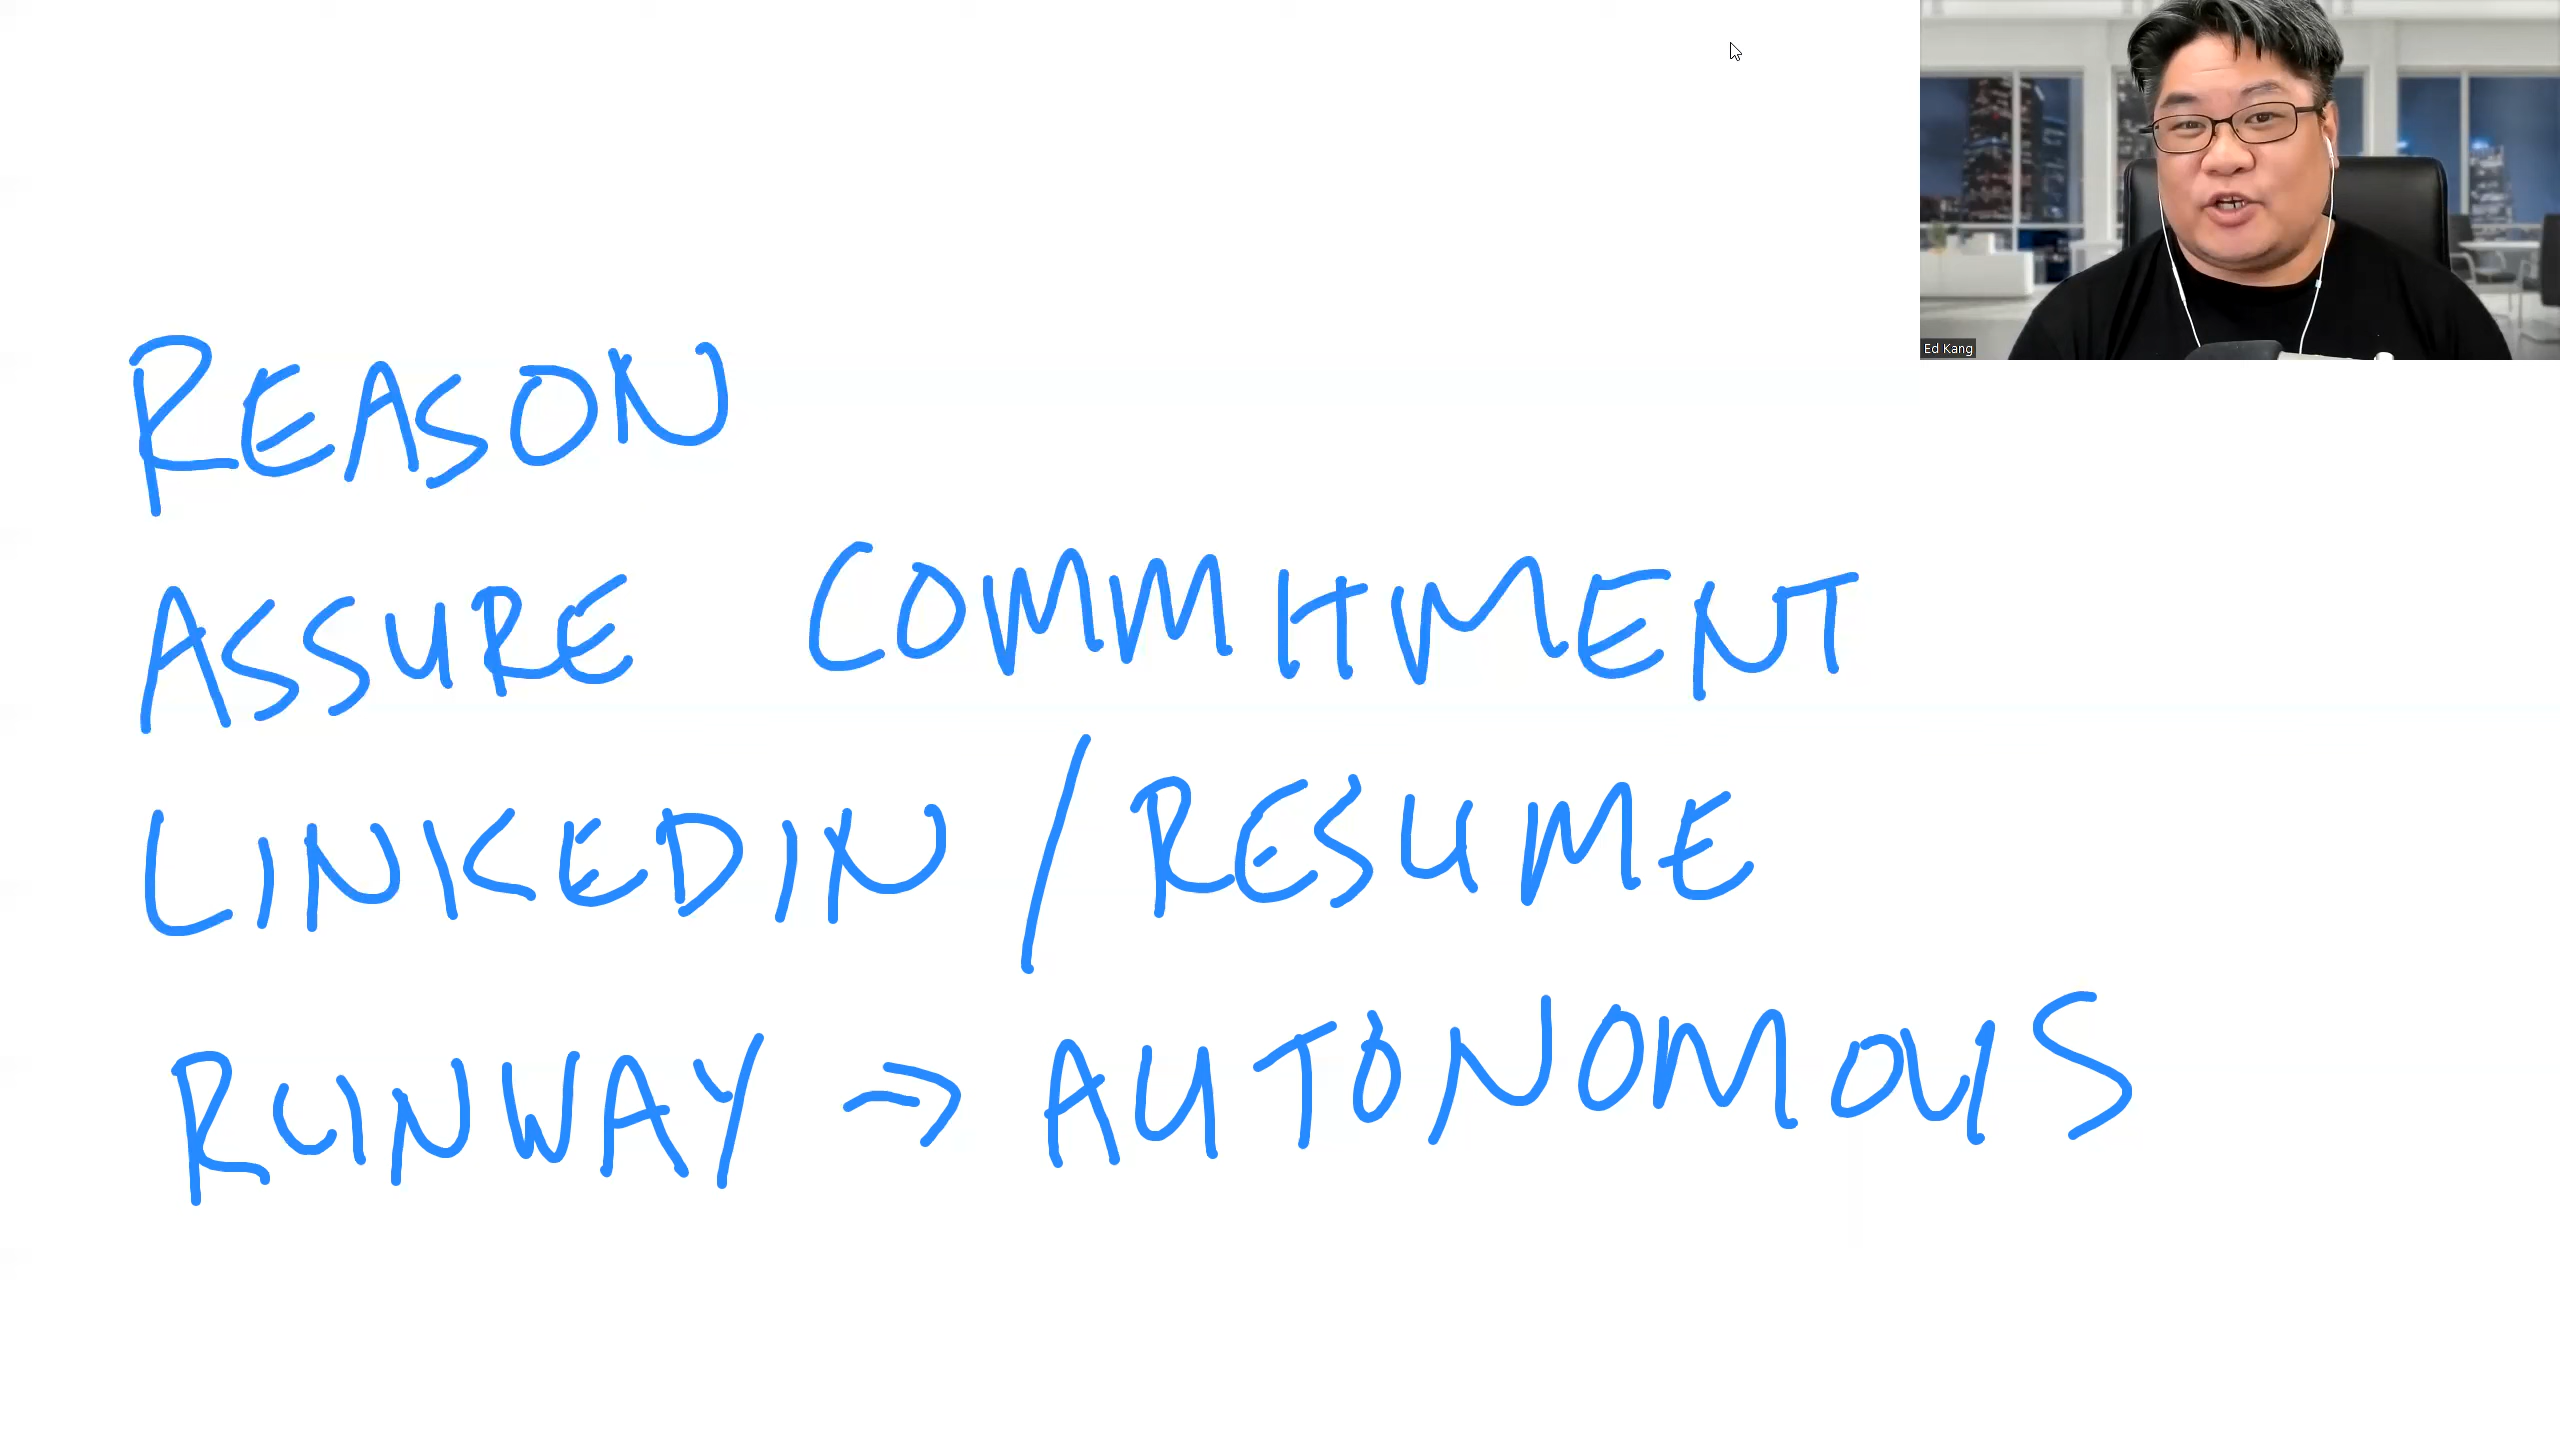 Ed Kang
REASON
ASSURE COMMITMENT
LINKEDIN / RESUME
RUNWAY → AUTONOMOUS